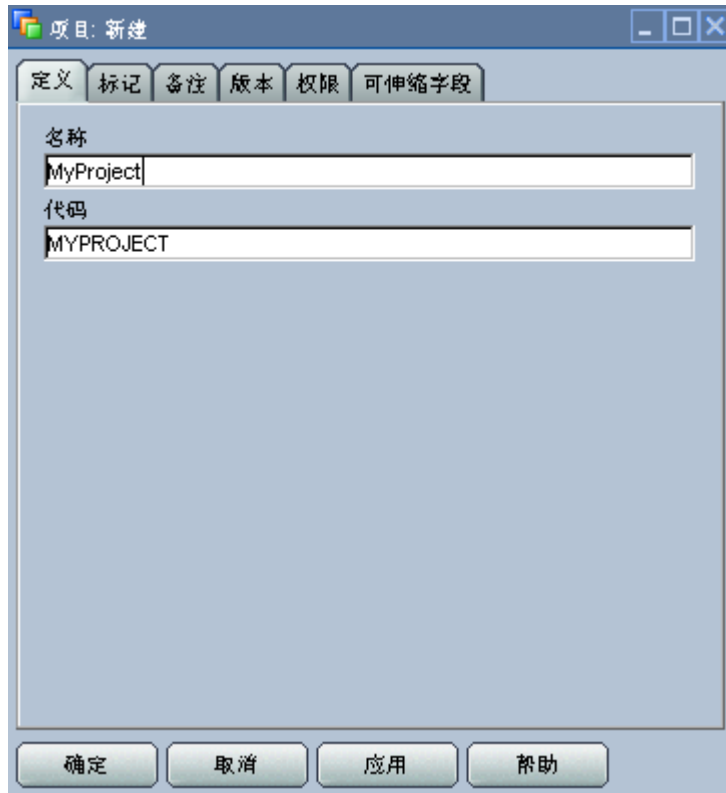 项目: 新建
定义 标记 备注 版本 权限 可伸缩字段
名称
MyProject
代码
MYPROJECT
确定 取消 应用 帮助